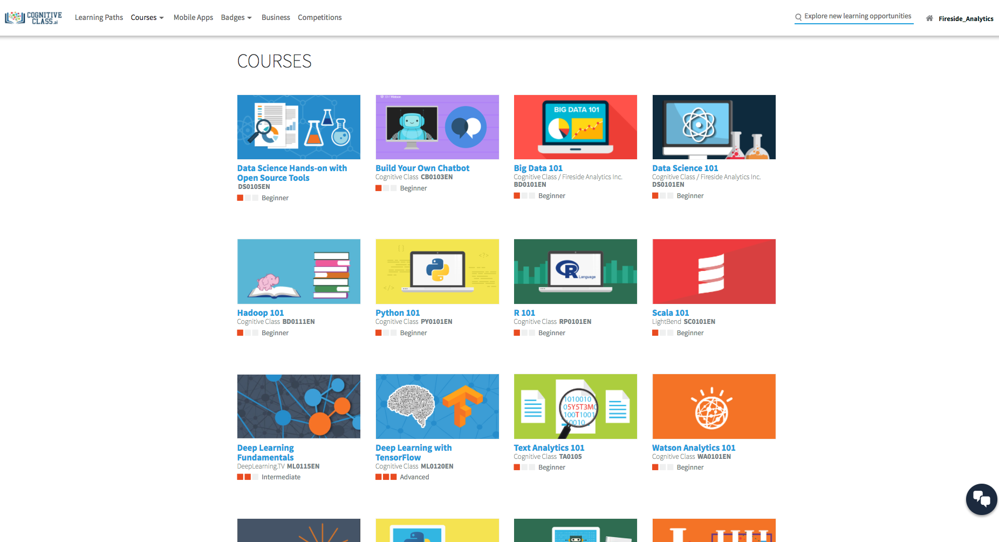 COGNITIVE
CLASS.ai
Learning Paths Courses Mobile Apps Badges Business Competitions
Explore new learning opportunities
Fireside_Analytics
COURSES
IBM Watson
BIG DATA 101
Data Science Hands-on with
Open Source Tools
DS0105EN
Beginner
Build Your Own Chatbot
Cognitive Class CB0103EN
Beginner
Big Data 101
Cognitive Class / Fireside Analytics Inc.
BD0101EN
Beginner
Data Science 101
Cognitive Class / Fireside Analytics Inc.
DS0101EN
Beginner
{}
<?>
</>
R Language
Hadoop 101
Cognitive Class BD0111EN
Beginner
Python 101
Cognitive Class PY0101EN
Beginner
R 101
Cognitive Class RP0101EN
Beginner
Scala 101
LightBend SC0101EN
Beginner
1010010
05Y5T3M0
100T1001
10010
Deep Learning
Fundamentals
DeepLearning.TV ML0115EN
Intermediate
Deep Learning with
TensorFlow
Cognitive Class ML0120EN
Advanced
Text Analytics 101
Cognitive Class TA0105
Beginner
Watson Analytics 101
Cognitive Class WA0101EN
Beginner